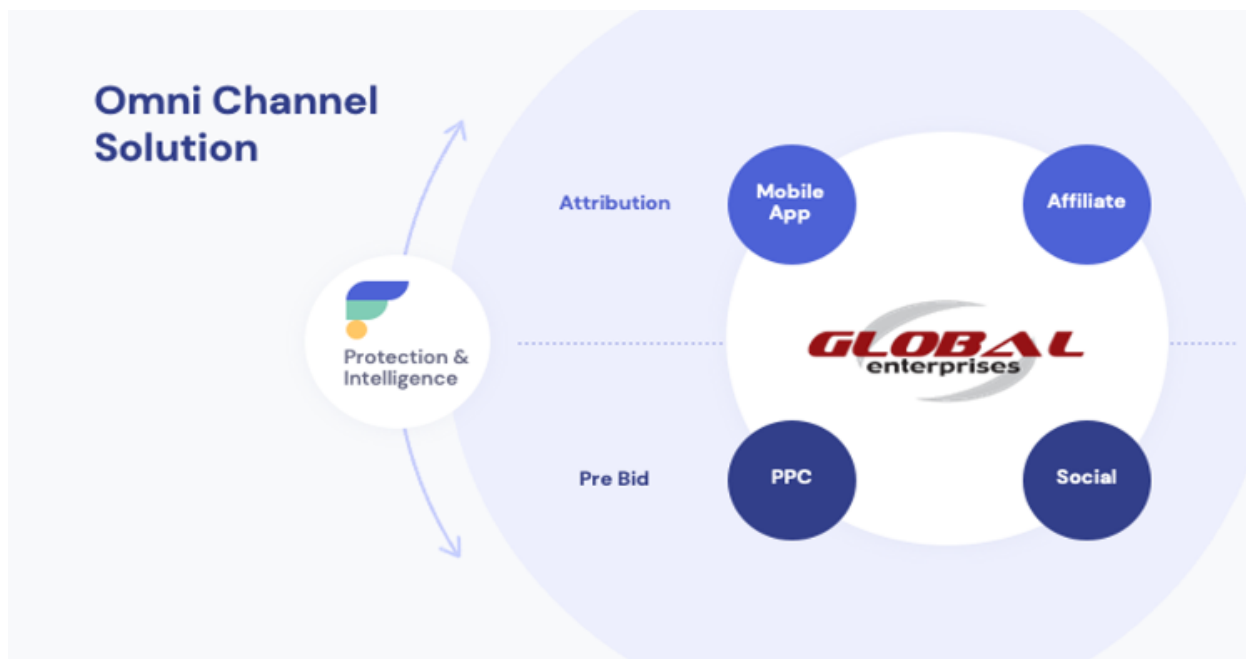 Omni Channel
Solution
Attribution
Mobile
App
Affiliate
Protection &
Intelligence
GLOBAL
enterprises
Pre Bid
PPC
Social